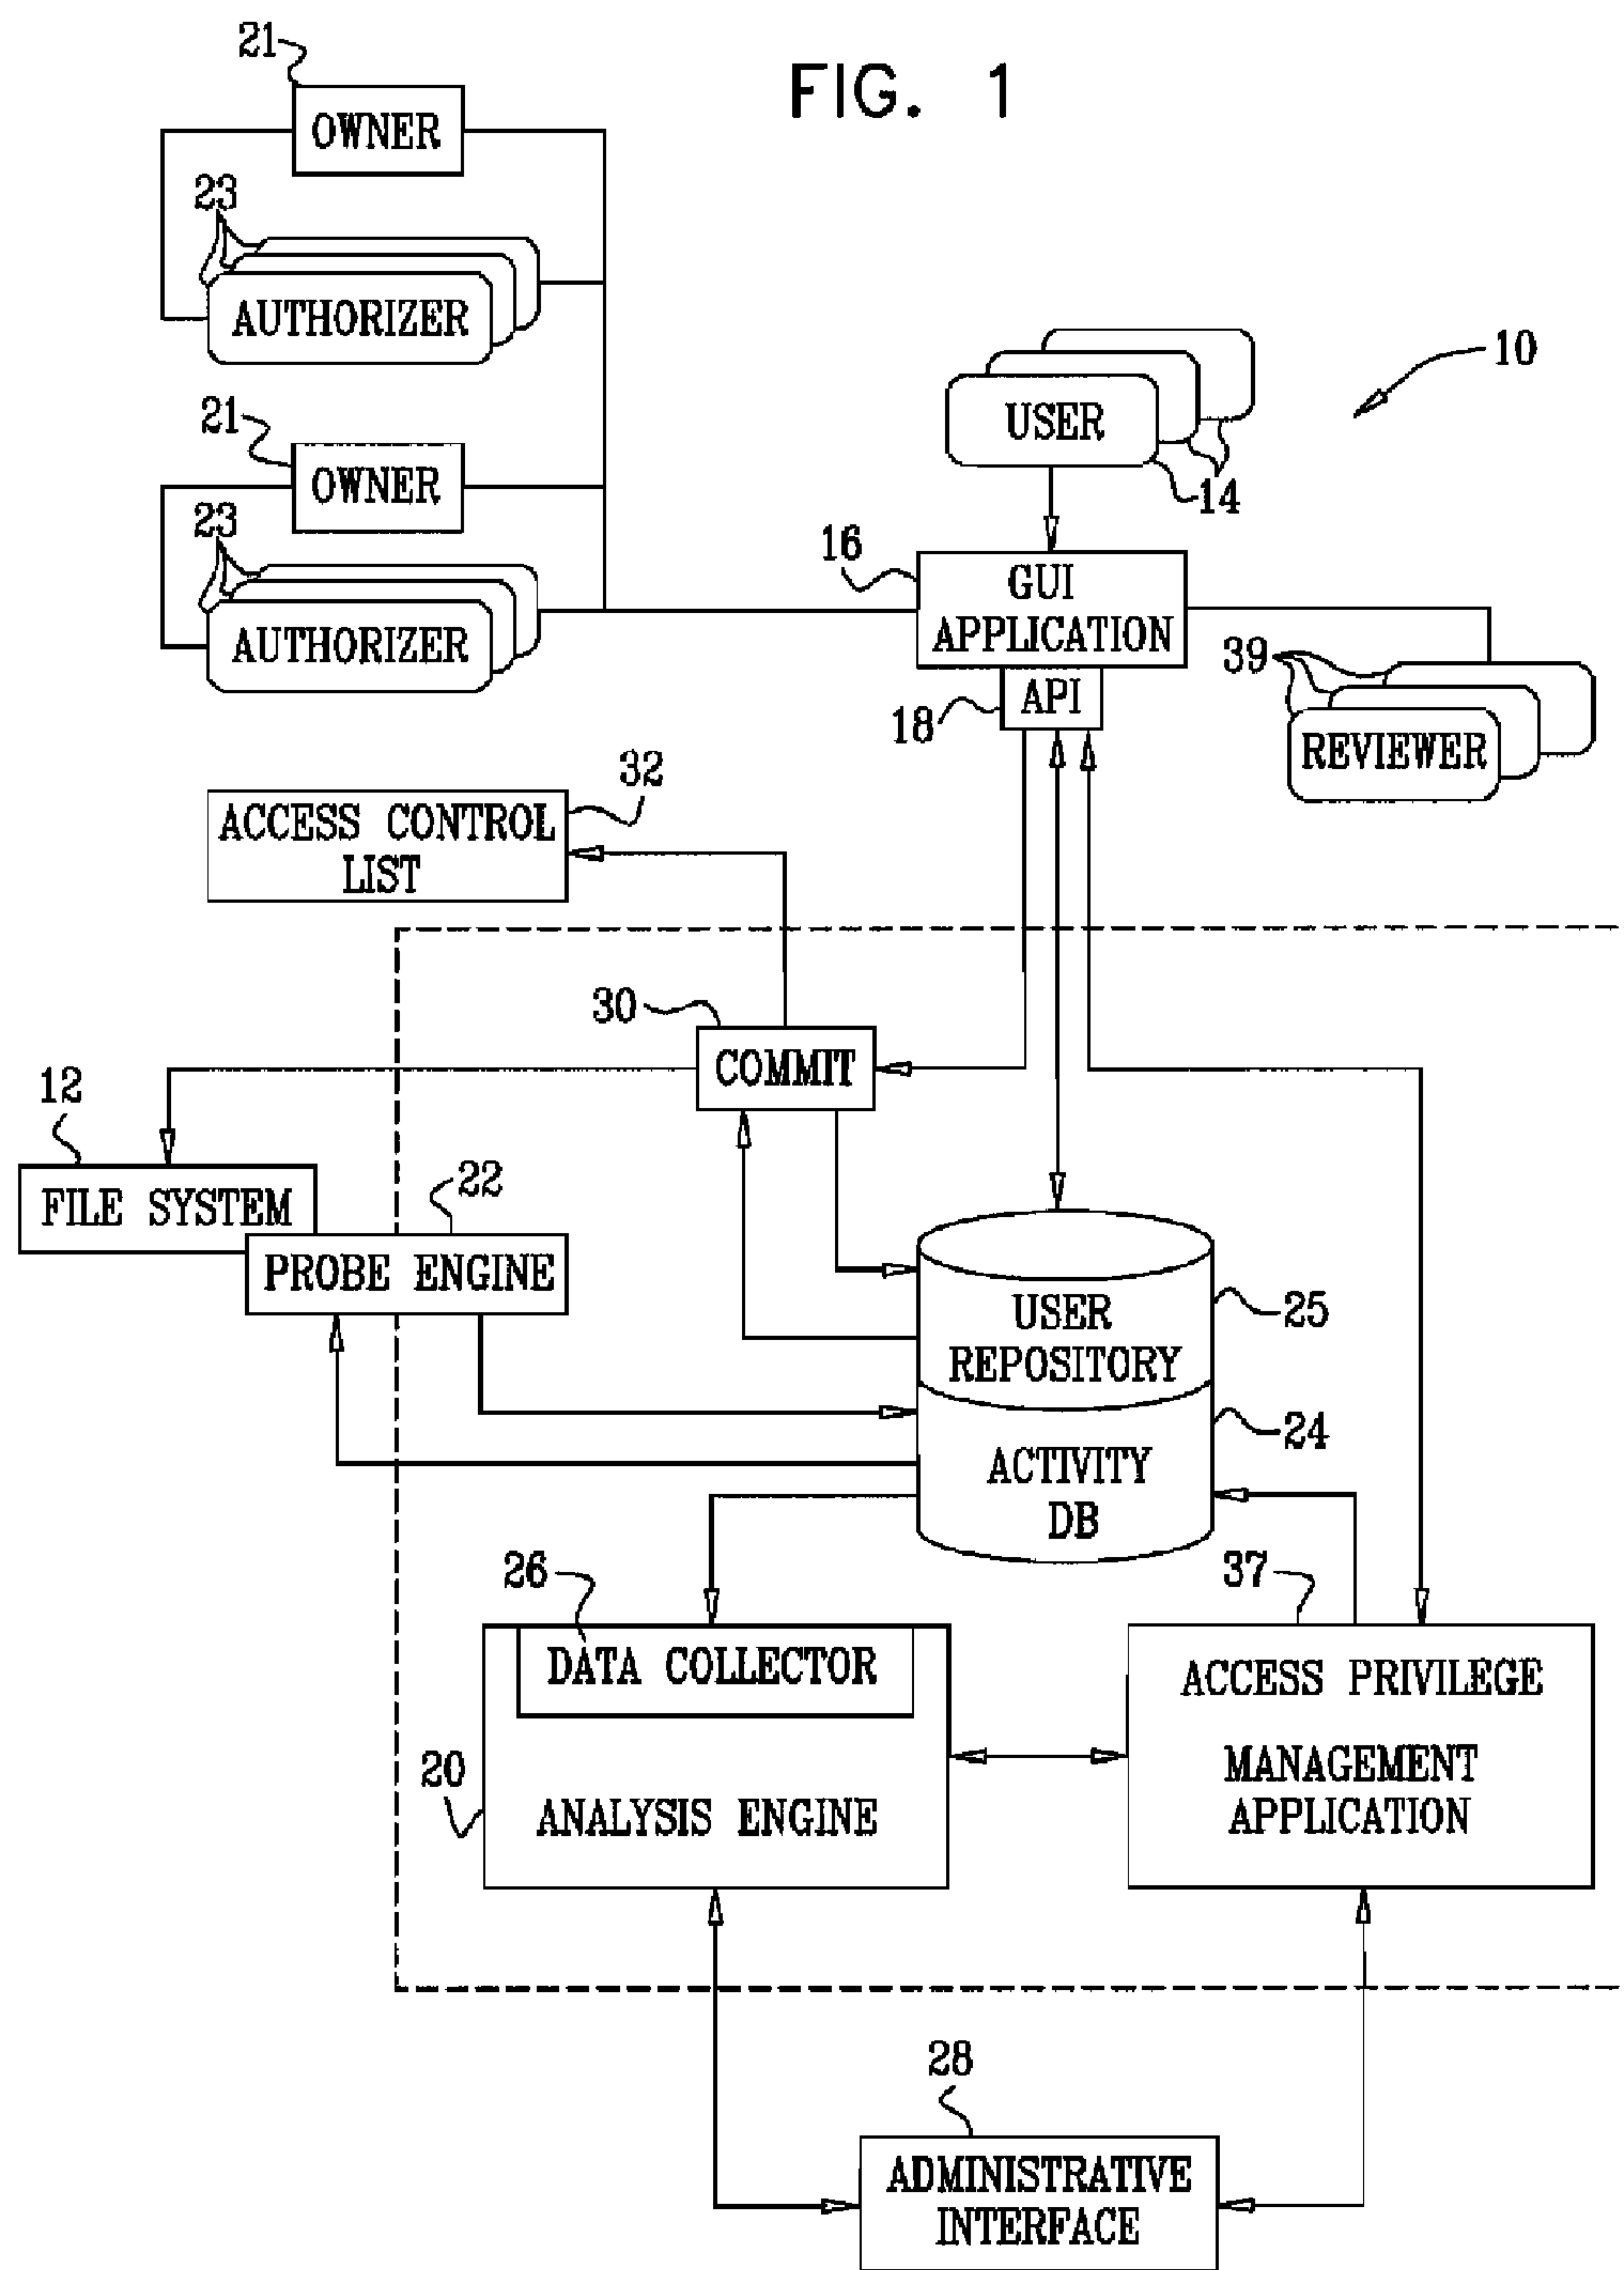 FIG. 1
21
OWNER
23
AUTHORIZER
21
OWNER
23
AUTHORIZER
10
USER
14
16
GUI
APPLICATION
18
API
39
REVIEWER
32
ACCESS CONTROL
LIST
30
COMMIT
12
FILE SYSTEM
22
PROBE ENGINE
USER
REPOSITORY
25
ACTIVITY
DB
24
26
DATA COLLECTOR
20
ANALYSIS ENGINE
37
ACCESS PRIVILEGE
MANAGEMENT
APPLICATION
28
ADMINISTRATIVE
INTERFACE